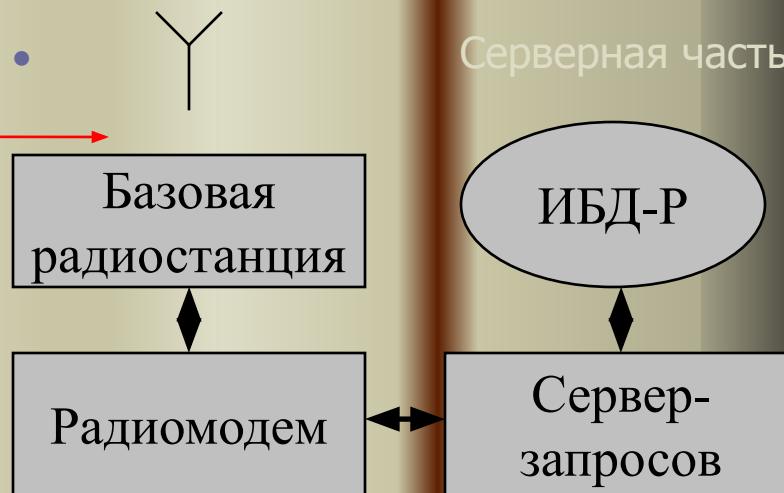 Серверная часть
Базовая
радиостанция
ИБД-Р
Радиомодем
Сервер-
запросов